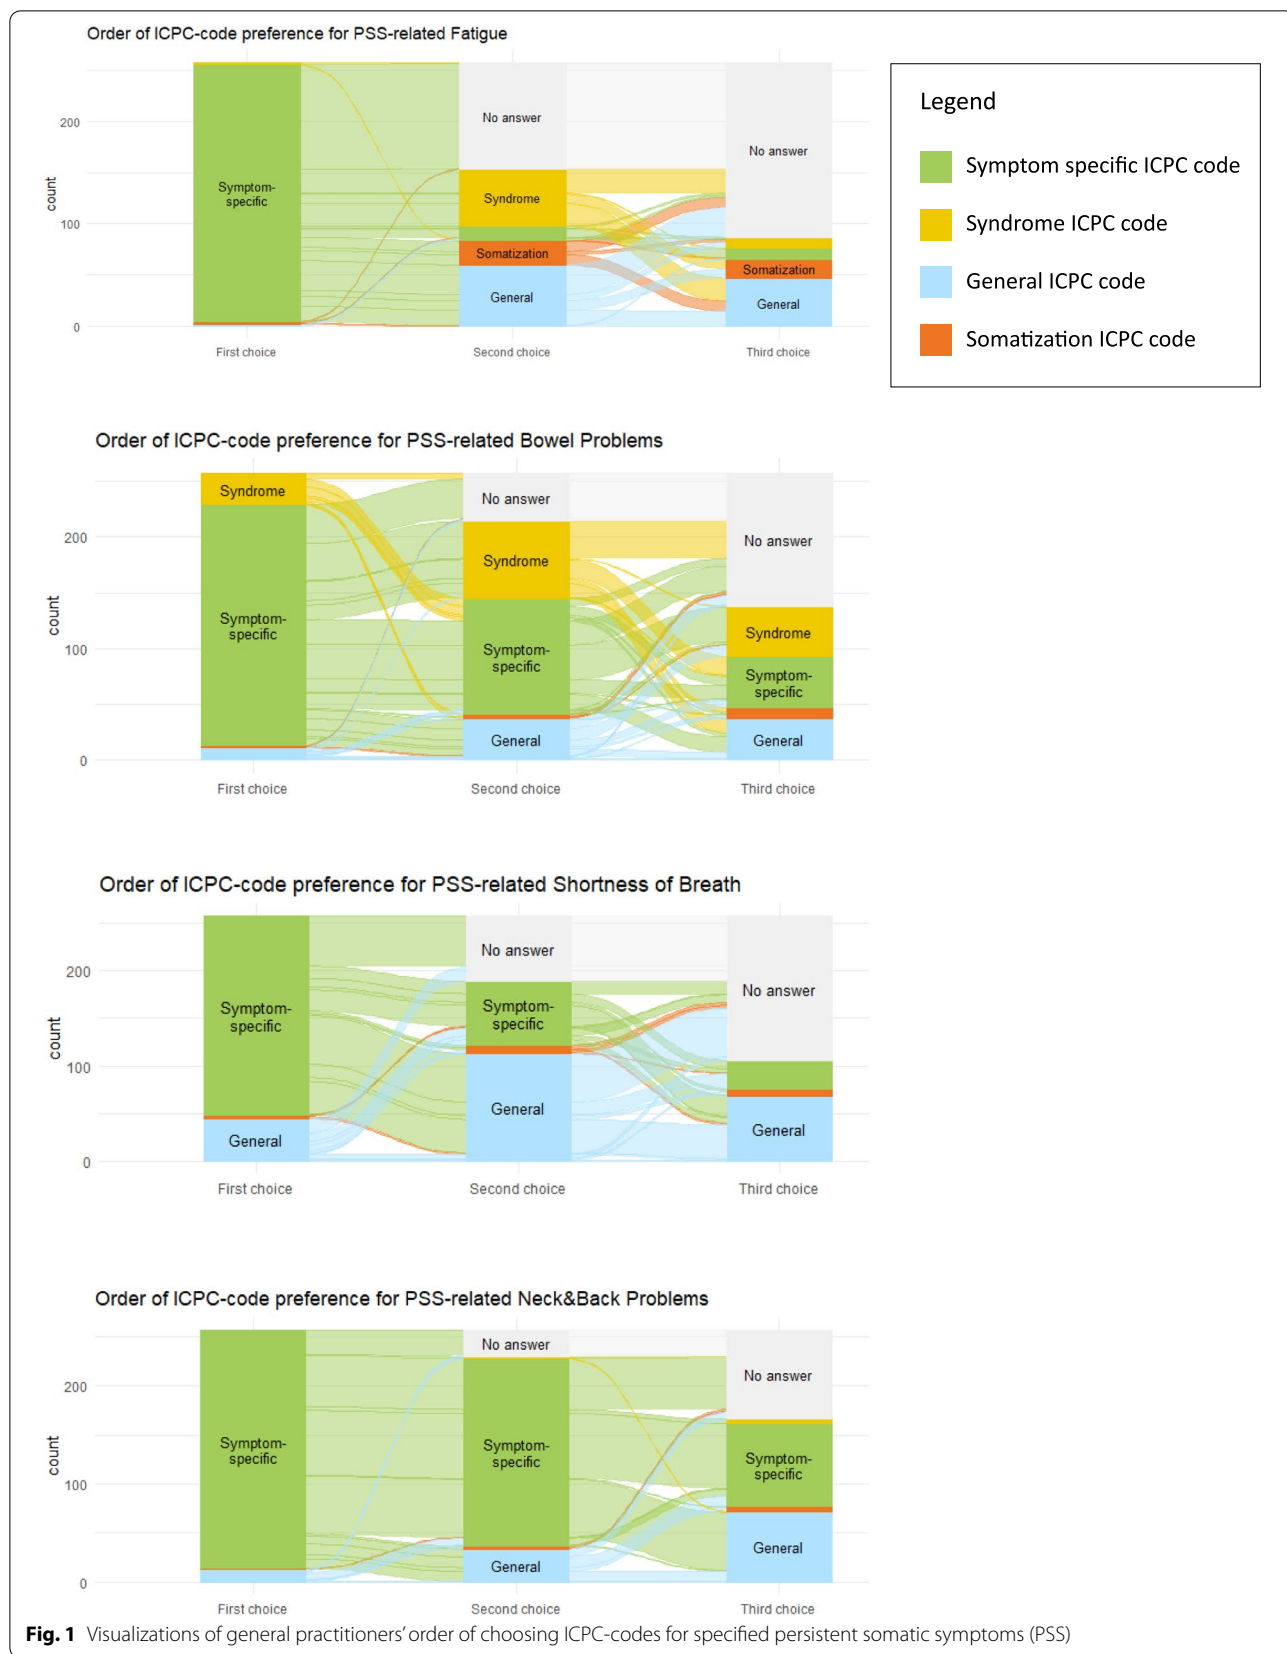 Order of ICPC-code preference for PSS-related Fatigue
count
200
100
0
Symptom-
specific
No answer
Syndrome
Somatization
General
No answer
Somatization
General
First choice
Second choice
Third choice
Legend
Symptom specific ICPC code
Syndrome ICPC code
General ICPC code
Somatization ICPC code
Order of ICPC-code preference for PSS-related Bowel Problems
count
200
100
0
Syndrome
Symptom-
specific
No answer
Syndrome
Symptom-
specific
General
No answer
Syndrome
Symptom-
specific
General
First choice
Second choice
Third choice
Order of ICPC-code preference for PSS-related Shortness of Breath
count
200
100
0
Symptom-
specific
General
No answer
Symptom-
specific
General
No answer
General
First choice
Second choice
Third choice
Order of ICPC-code preference for PSS-related Neck&Back Problems
count
200
100
0
Symptom-
specific
No answer
Symptom-
specific
General
No answer
Symptom-
specific
General
First choice
Second choice
Third choice
Fig. 1 Visualizations of general practitioners' order of choosing ICPC-codes for specified persistent somatic symptoms (PSS)